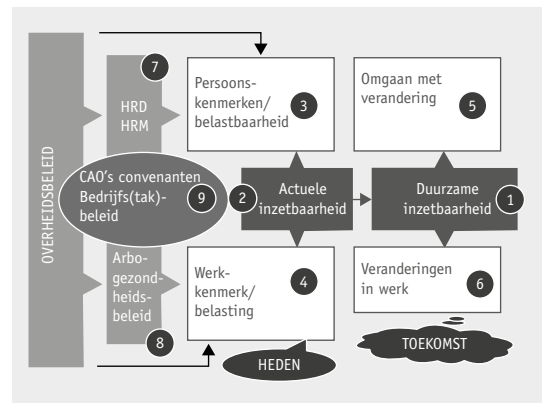 OVERHEIDSBELEID
7
HRD
HRM
Persoons-
kenmerken/
belastbaarheid
3
Omgaan met
verandering
5
CAO's convenanten
Bedrijfs(tak)-
beleid
9
2
Actuele
inzetbaarheid
Duurzame
inzetbaarheid
1
Arbo-
gezond-
heids-
beleid
8
Werk-
kenmerk/
belasting
4
HEDEN
Veranderingen
in werk
6
TOEKOMST